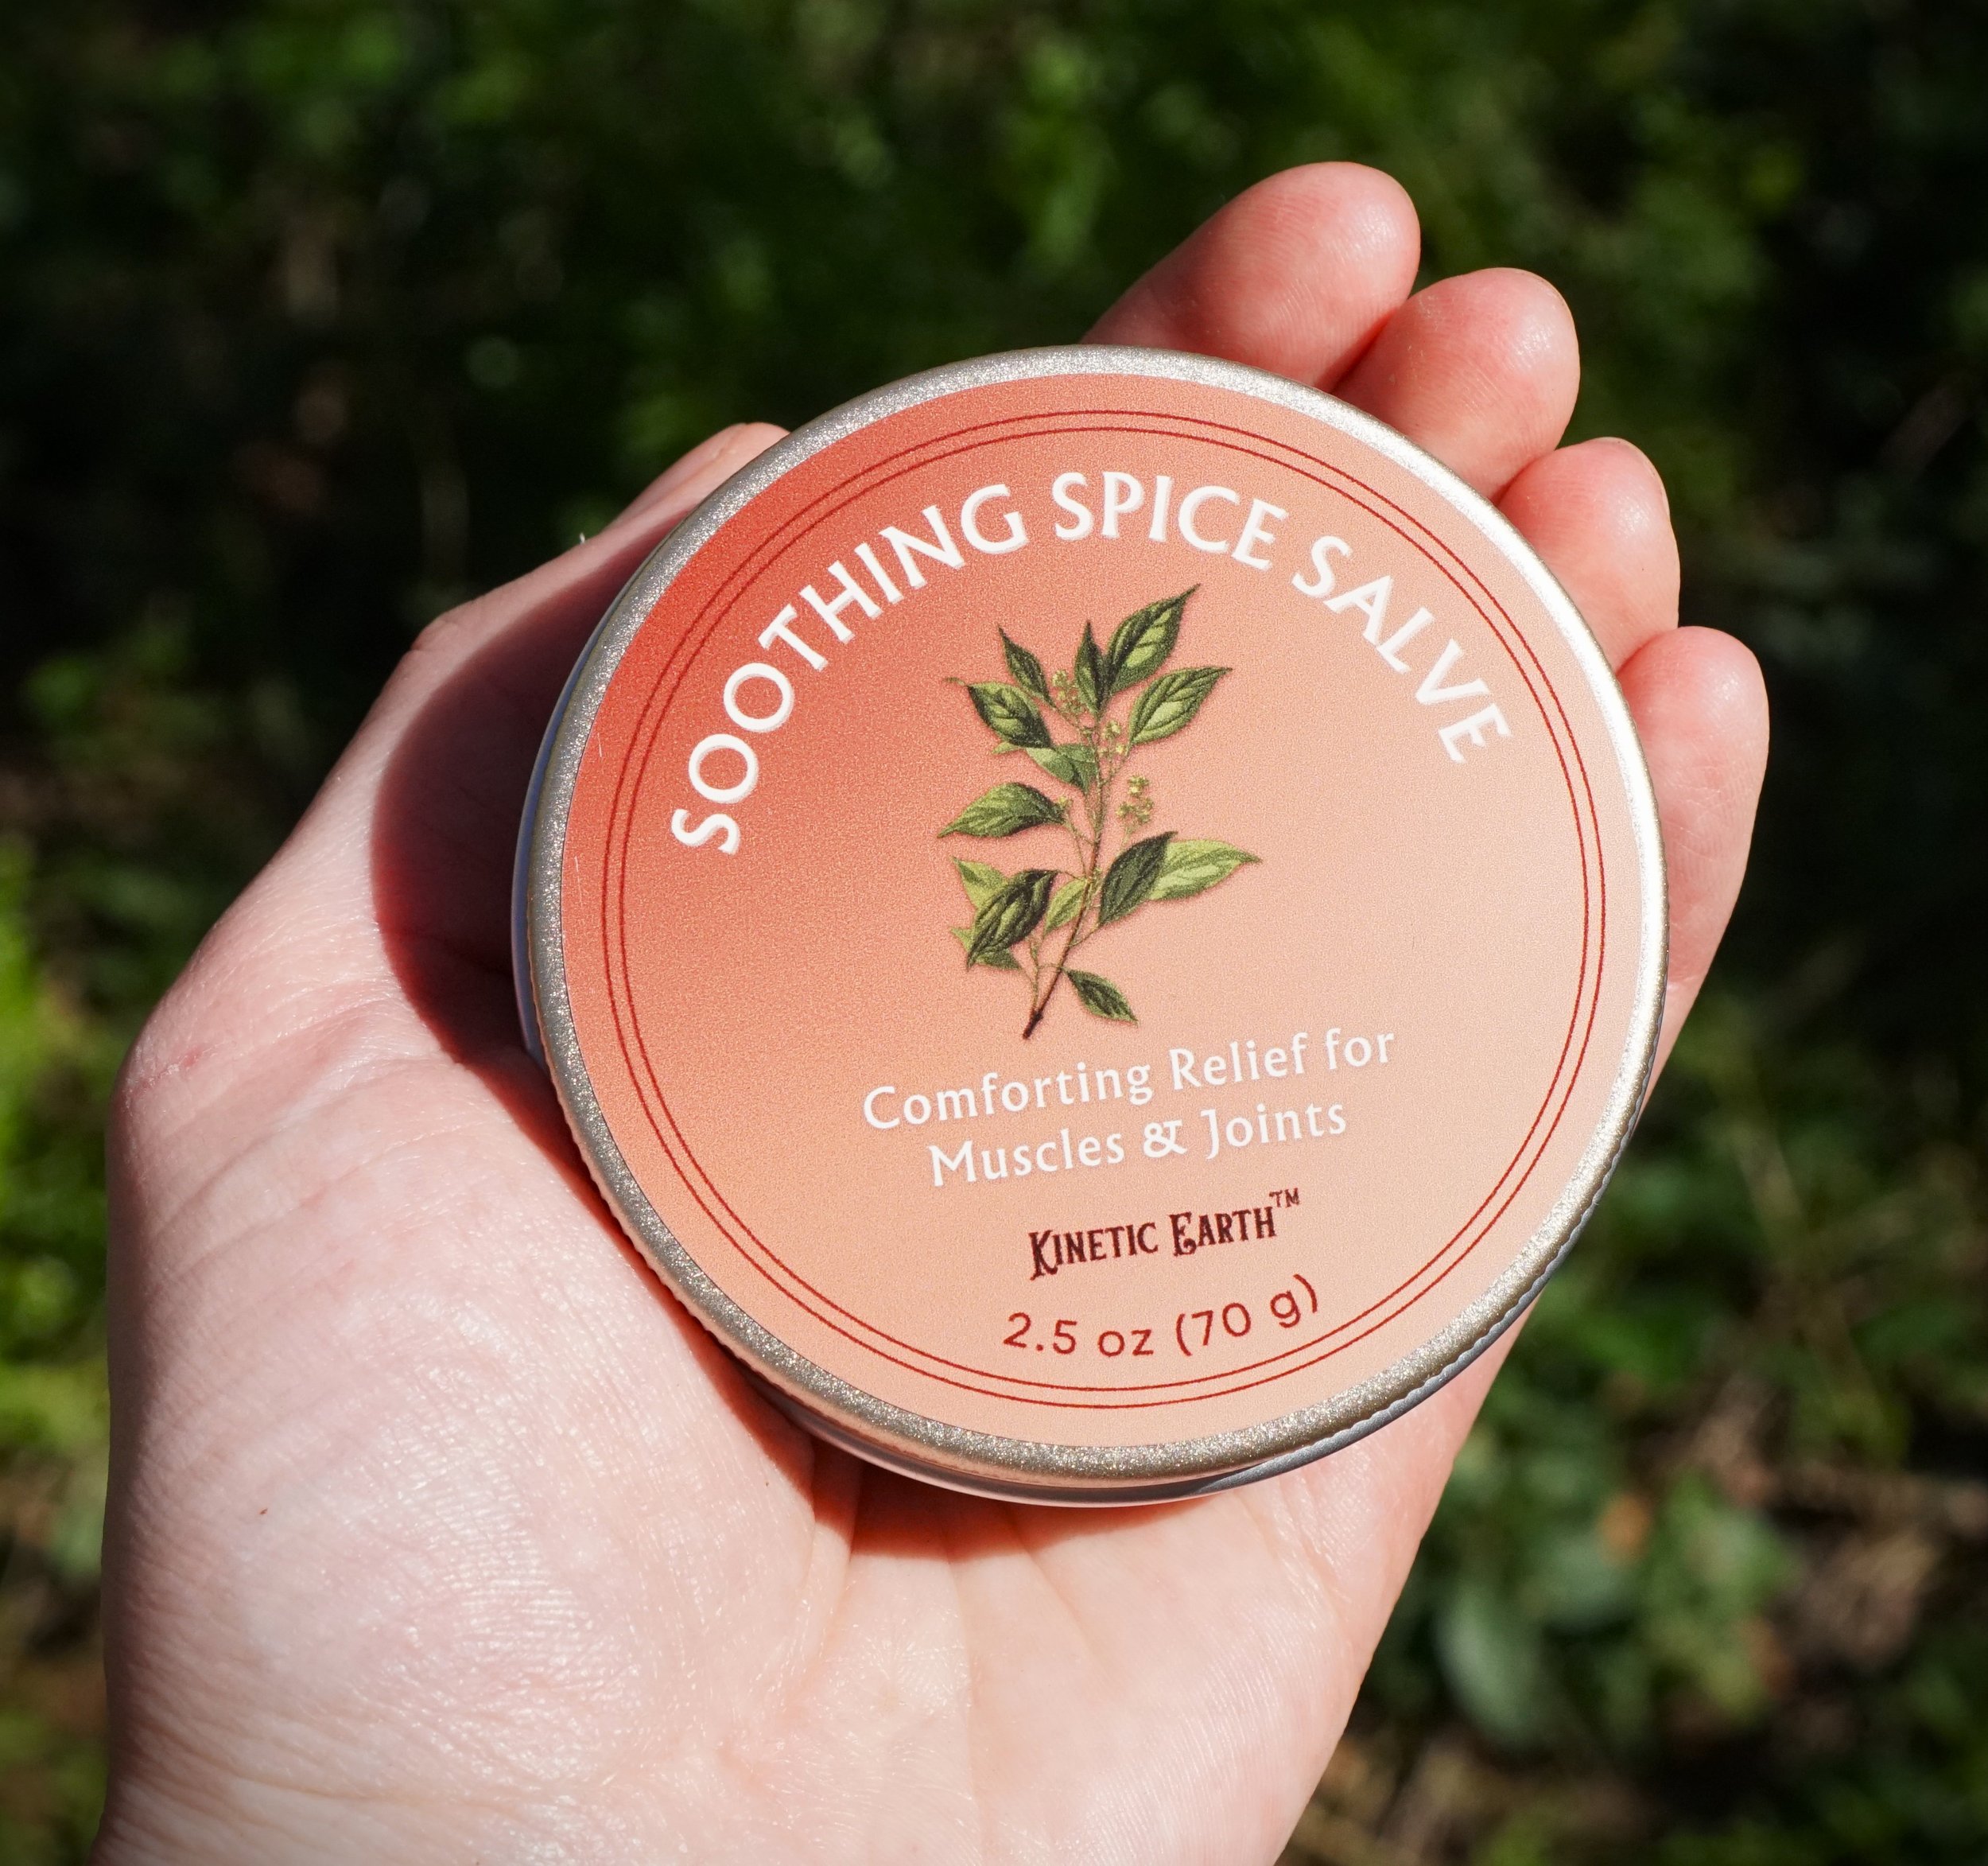 SOOTHING SPICE SALVE
Comforting Relief for
Muscles & Joints
KINETIC EARTH™
2.5 oz (70 g)